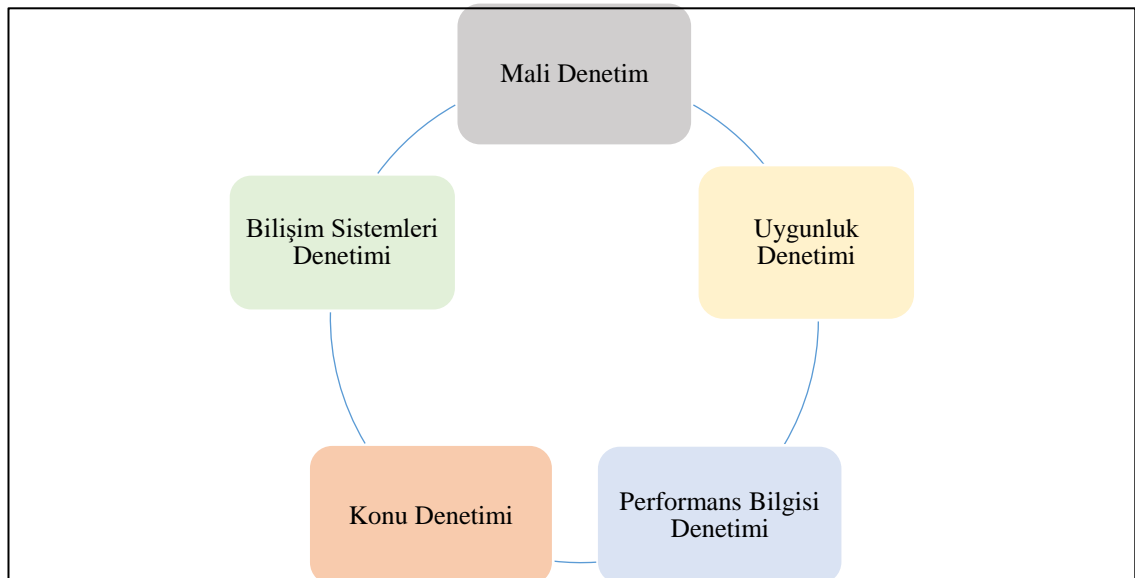 Mali Denetim
Uygunluk
Denetimi
Performans Bilgisi
Denetimi
Konu Denetimi
Bilişim Sistemleri
Denetimi